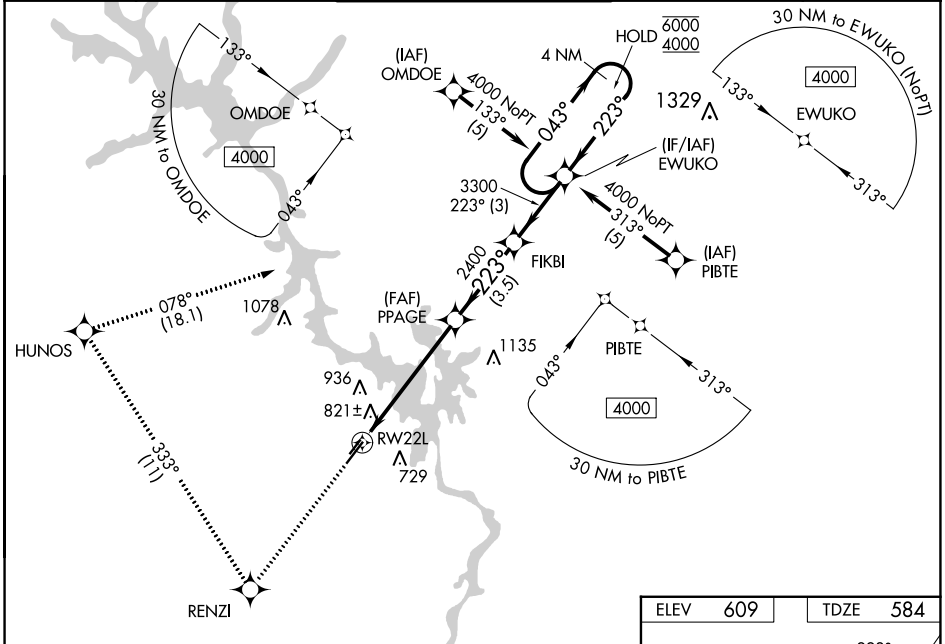 133°
OMDOE
30 NM to OMDOE
4000
043°
(IAF)
OMDOE
4000 NoPT
133°
(5)
4 NM
HOLD
6000
4000
043°
223°
1329
(IF/IAF)
EWUKO
30 NM to EWUKO (NoPT)
4000
133°
EWUKO
313°
3300
223° (3)
4000 NoPT
313°
(5)
(IAF)
PIBTE
FIKBI
2400
223°
(3.5)
(FAF)
PPAGE
078°
(18.1)
1078
HUNOS
1135
PIBTE
043°
313°
4000
30 NM to PIBTE
936
821±
RW22L
729
333°
(11)
RENZI
ELEV 609
TDZE 584